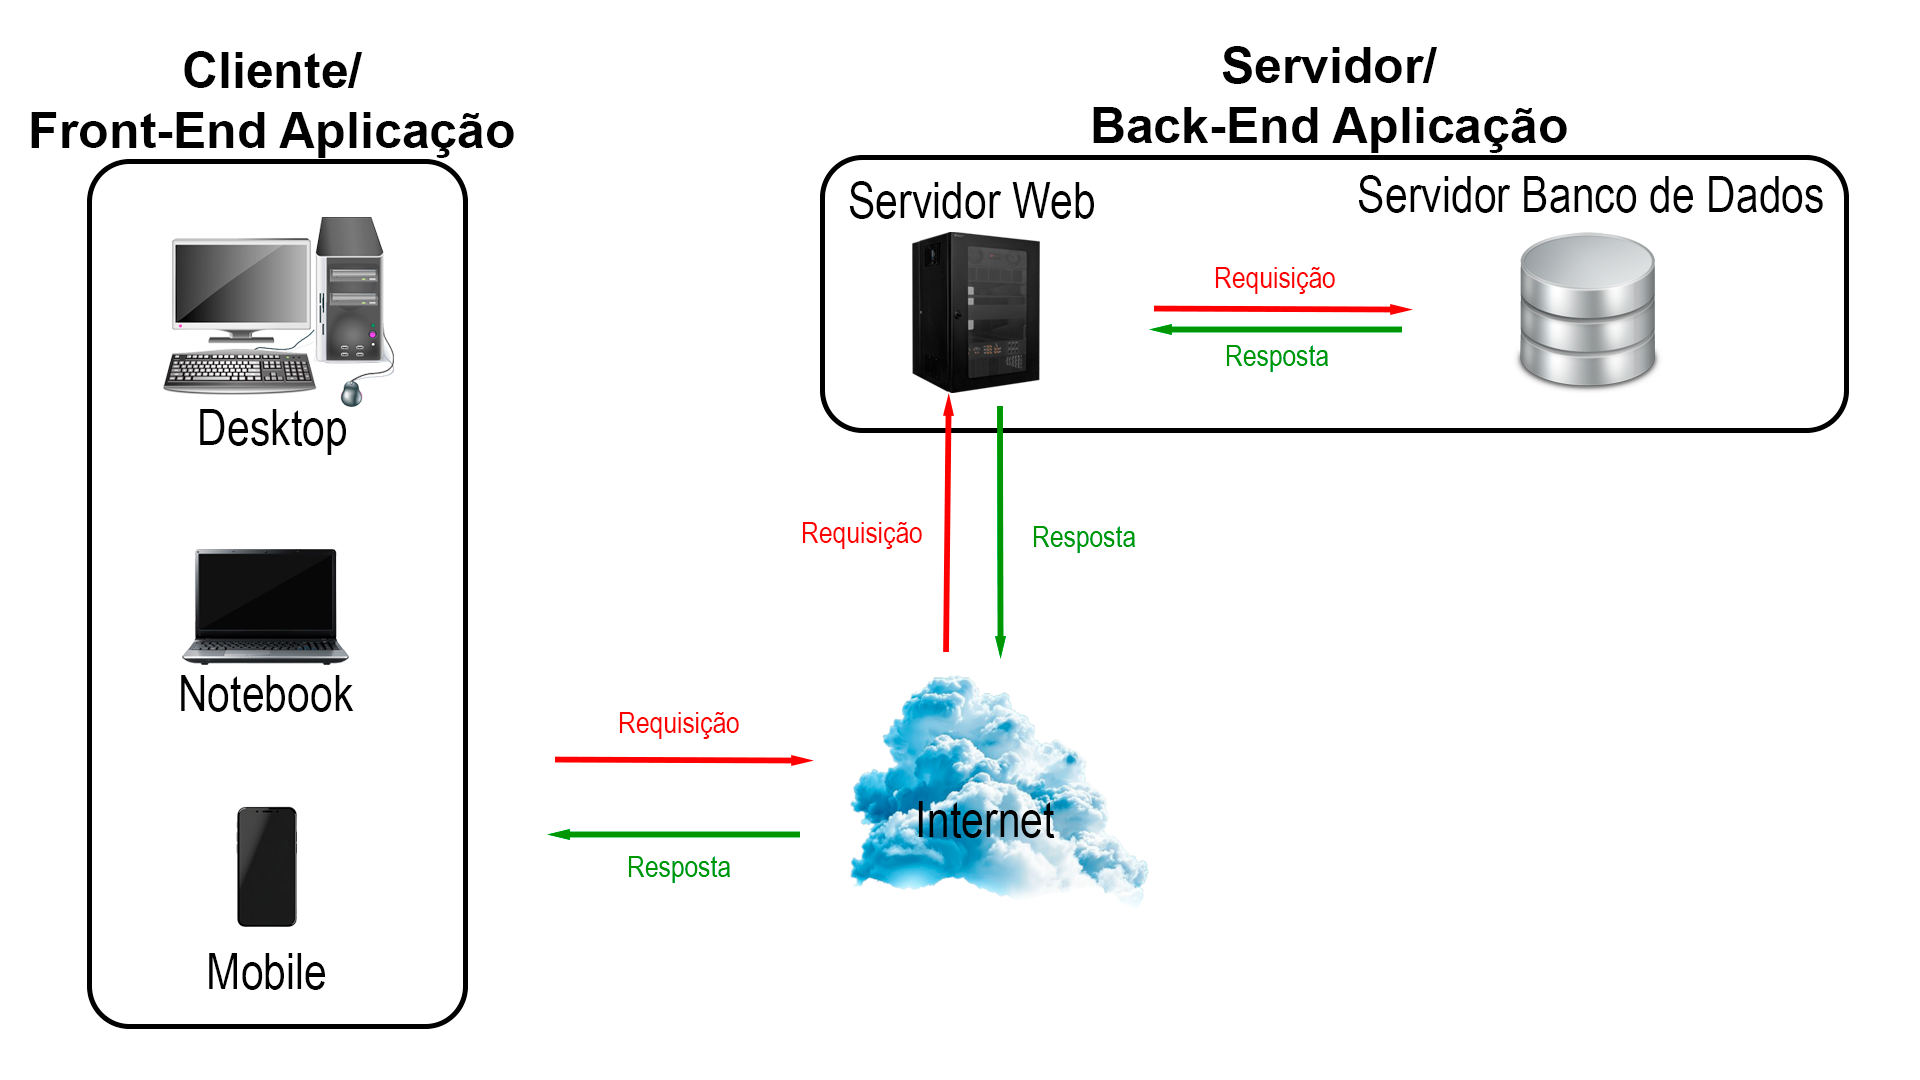 Cliente/
Front-End Aplicação
Desktop
Notebook
Mobile
Servidor/
Back-End Aplicação
Servidor Web
Servidor Banco de Dados
Requisição
Resposta
Requisição
Resposta
Requisição
Resposta
Internet